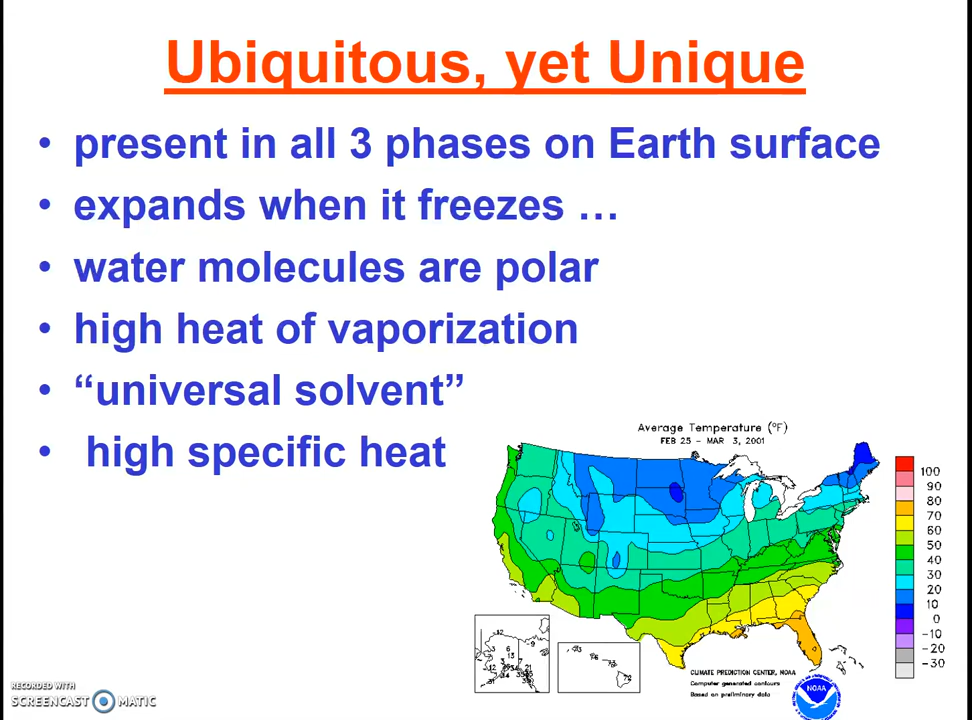 Ubiquitous, yet Unique
• present in all 3 phases on Earth surface
• expands when it freezes …
• water molecules are polar
• high heat of vaporization
• “universal solvent”
• high specific heat
Average Temperature (°F)
FEB 25 - MAR 3, 2001
100
90
80
70
60
50
40
30
20
10
0
-10
-20
-30
CLIMATE PREDICTION CENTER, NOAA
Computer generated contours
Based on preliminary data
NOAA
RECORDED WITH
SCREENCAST MATIC